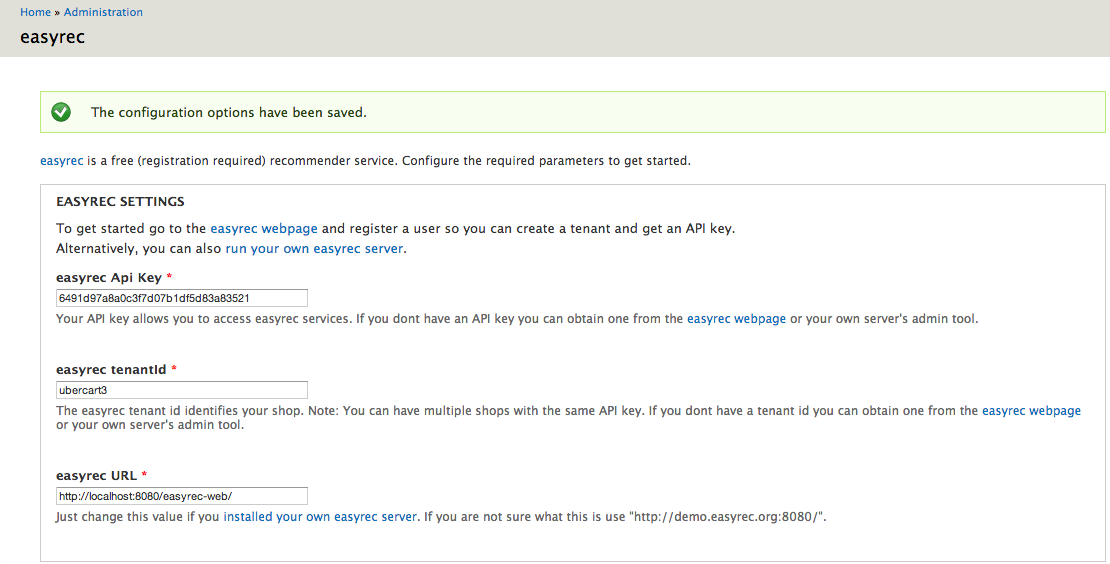 Home » Administration
easyrec
The configuration options have been saved.
easyrec is a free (registration required) recommender service. Configure the required parameters to get started.
EASYREC SETTINGS
To get started go to the easyrec webpage and register a user so you can create a tenant and get an API key.
Alternatively, you can also run your own easyrec server.
easyrec Api Key *
6491d97a8a0c3f7d07b1df5d83a83521
Your API key allows you to access easyrec services. If you dont have an API key you can obtain one from the easyrec webpage or your own server's admin tool.
easyrec tenantId *
ubercart3
The easyrec tenant id identifies your shop. Note: You can have multiple shops with the same API key. If you dont have a tenant id you can obtain one from the easyrec webpage
or your own server's admin tool.
easyrec URL *
http://localhost:8080/easyrec-web/
Just change this value if you installed your own easyrec server. If you are not sure what this is use "http://demo.easyrec.org:8080/".